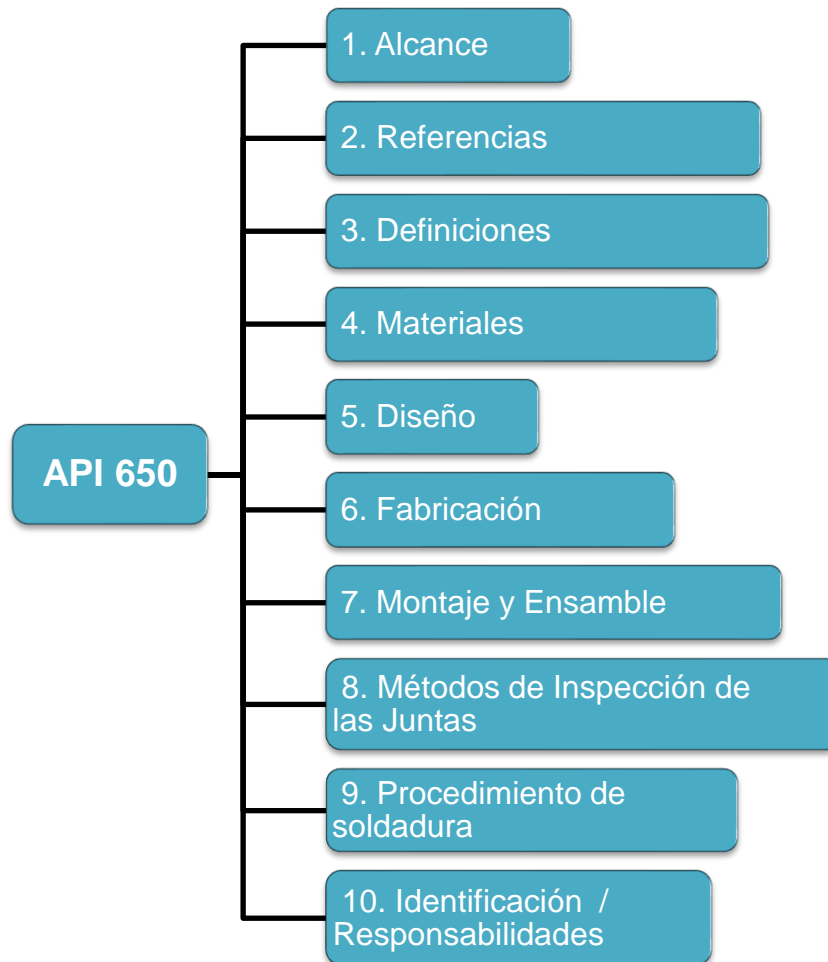 1. Alcance
2. Referencias
3. Definiciones
4. Materiales
5. Diseño
API 650
6. Fabricación
7. Montaje y Ensamble
8. Métodos de Inspección de
las Juntas
9. Procedimiento de
soldadura
10. Identificación /
Responsabilidades